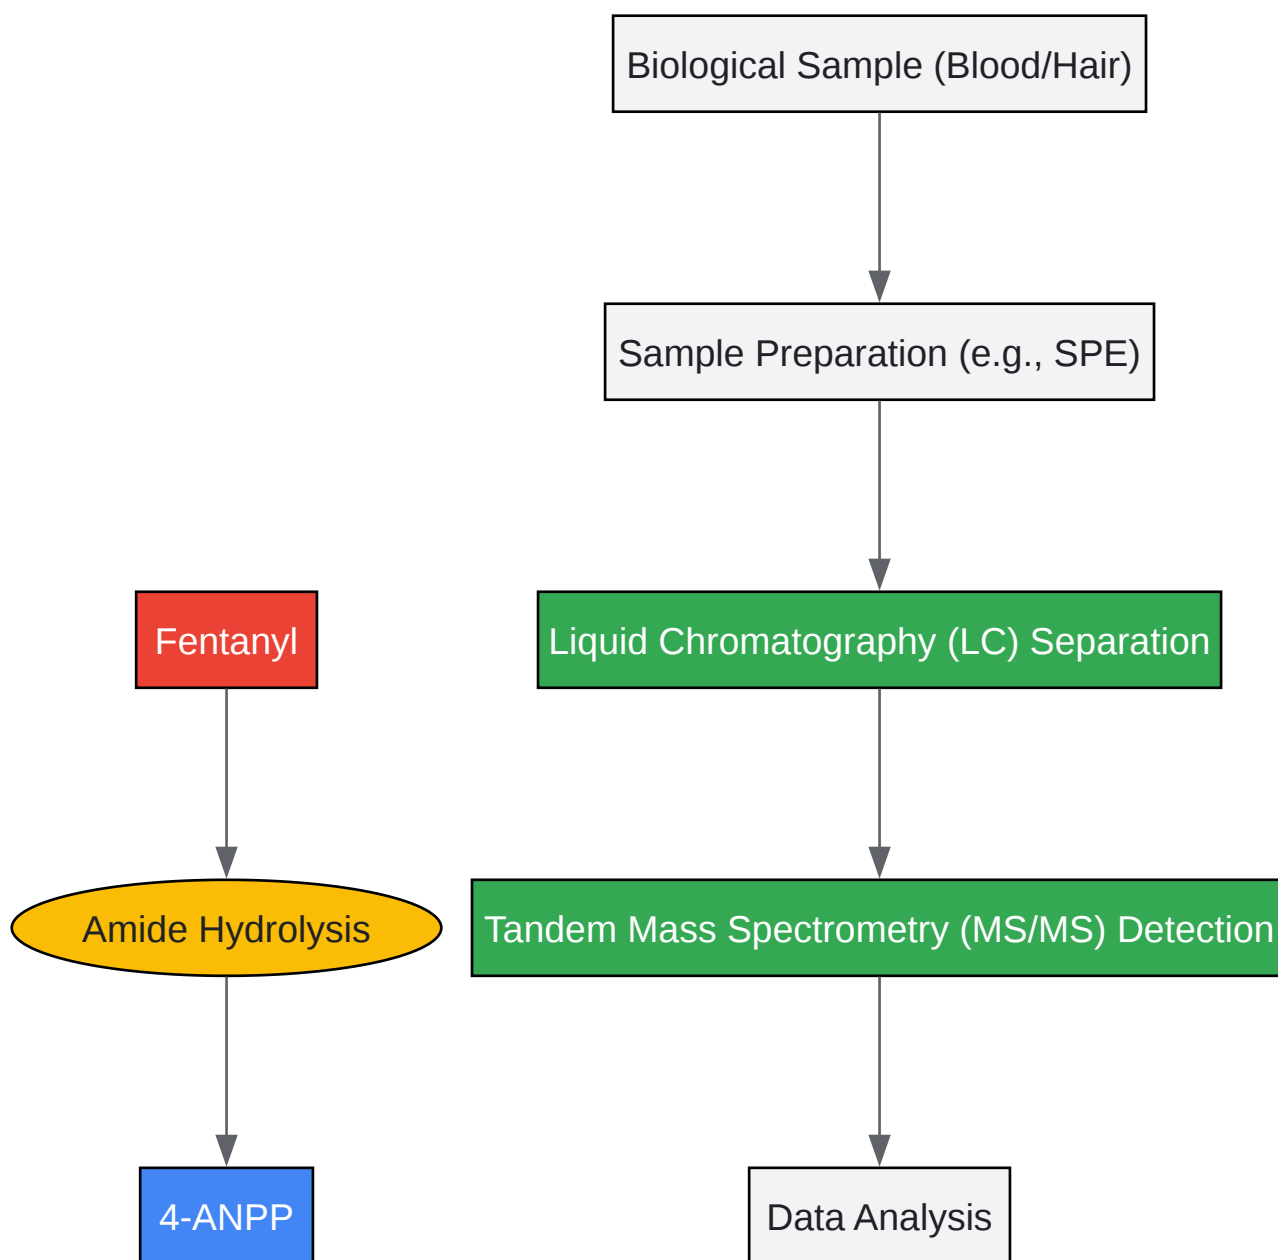 Biological Sample (Blood/Hair)
Sample Preparation (e.g., SPE)
Fentanyl
Liquid Chromatography (LC) Separation
Amide Hydrolysis
Tandem Mass Spectrometry (MS/MS) Detection
4-ANPP
Data Analysis